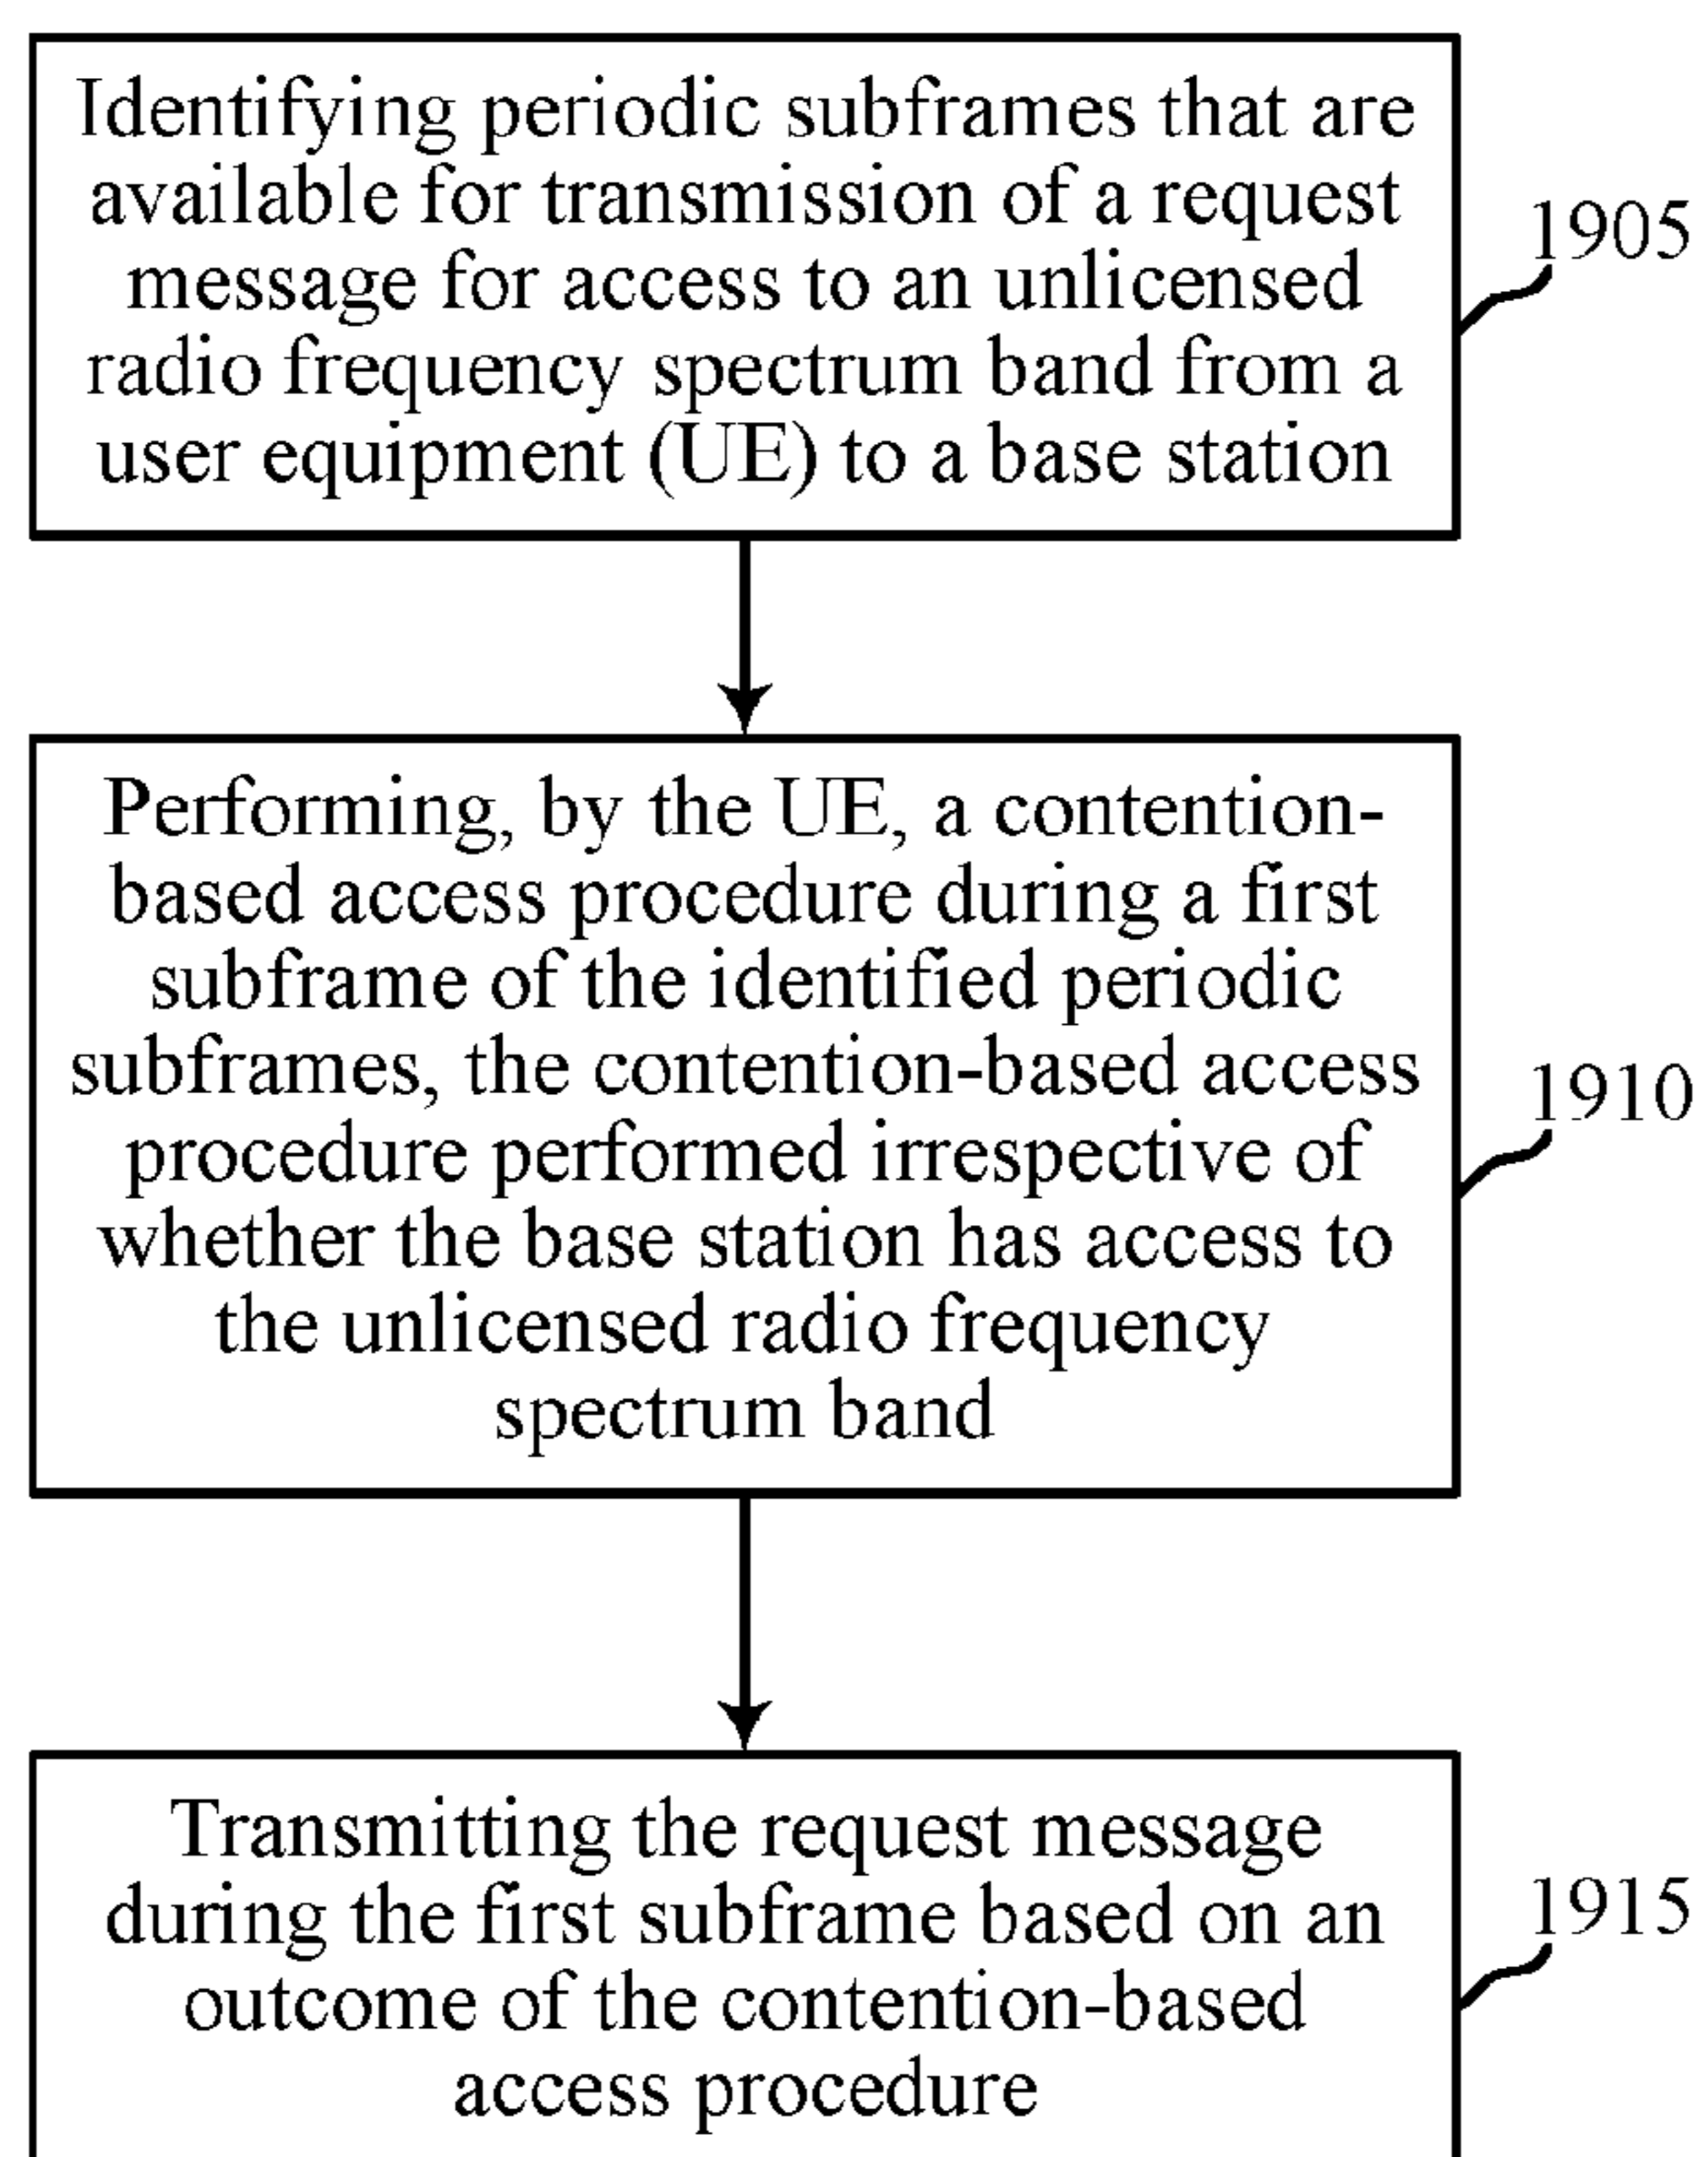 Identifying periodic subframes that are
available for transmission of a request
message for access to an unlicensed
radio frequency spectrum band from a
user equipment (UE) to a base station
1905
Performing, by the UE, a contention-
based access procedure during a first
subframe of the identified periodic
subframes, the contention-based access
procedure performed irrespective of
whether the base station has access to
the unlicensed radio frequency
spectrum band
1910
Transmitting the request message
during the first subframe based on an
outcome of the contention-based
access procedure
1915